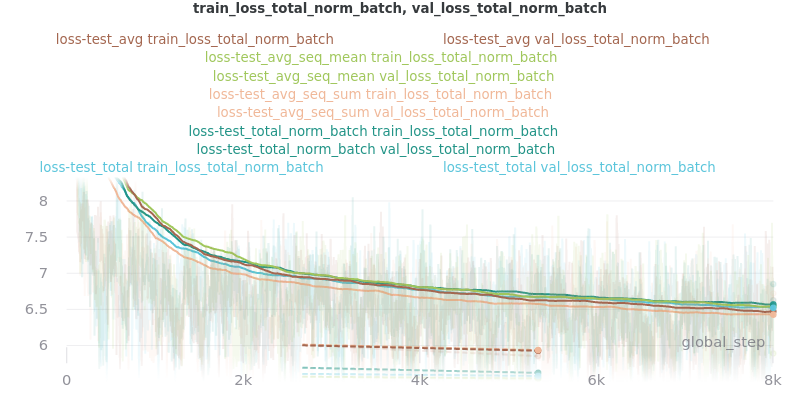 train_loss_total_norm_batch, val_loss_total_norm_batch
loss-test_avg train_loss_total_norm_batch loss-test_avg val_loss_total_norm_batch
loss-test_avg_seq_mean train_loss_total_norm_batch
loss-test_avg_seq_mean val_loss_total_norm_batch
loss-test_avg_seq_sum train_loss_total_norm_batch
loss-test_avg_seq_sum val_loss_total_norm_batch
loss-test_total_norm_batch train_loss_total_norm_batch
loss-test_total_norm_batch val_loss_total_norm_batch
loss-test_total train_loss_total_norm_batch loss-test_total val_loss_total_norm_batch
8
7.5
7
6.5
6
global_step
0 2k 4k 6k 8k